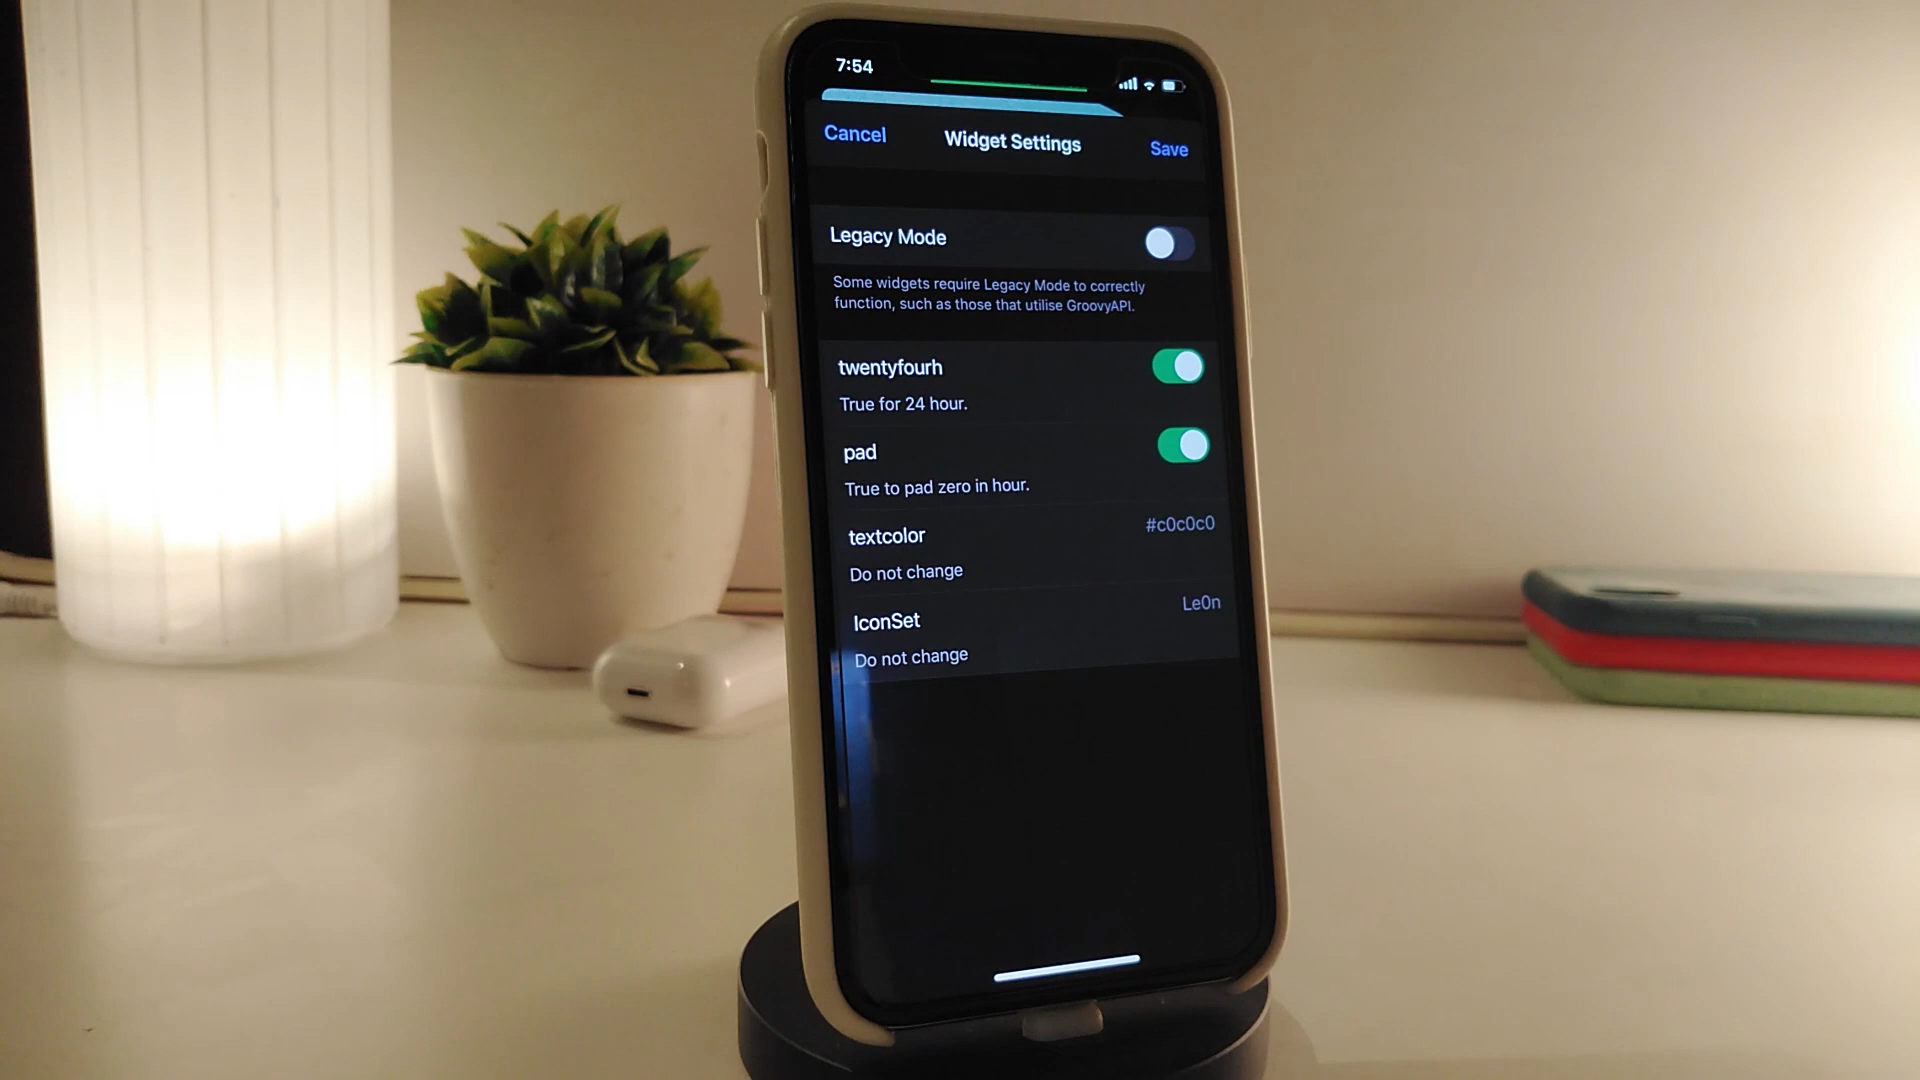 7:54
Cancel Widget Settings Save
Legacy Mode
Some widgets require Legacy Mode to correctly
function, such as those that utilise GroovyAPI.
twentyfourh
True for 24 hour.
pad
True to pad zero in hour.
textcolor #c0c0c0
Do not change
IconSet Le0n
Do not change